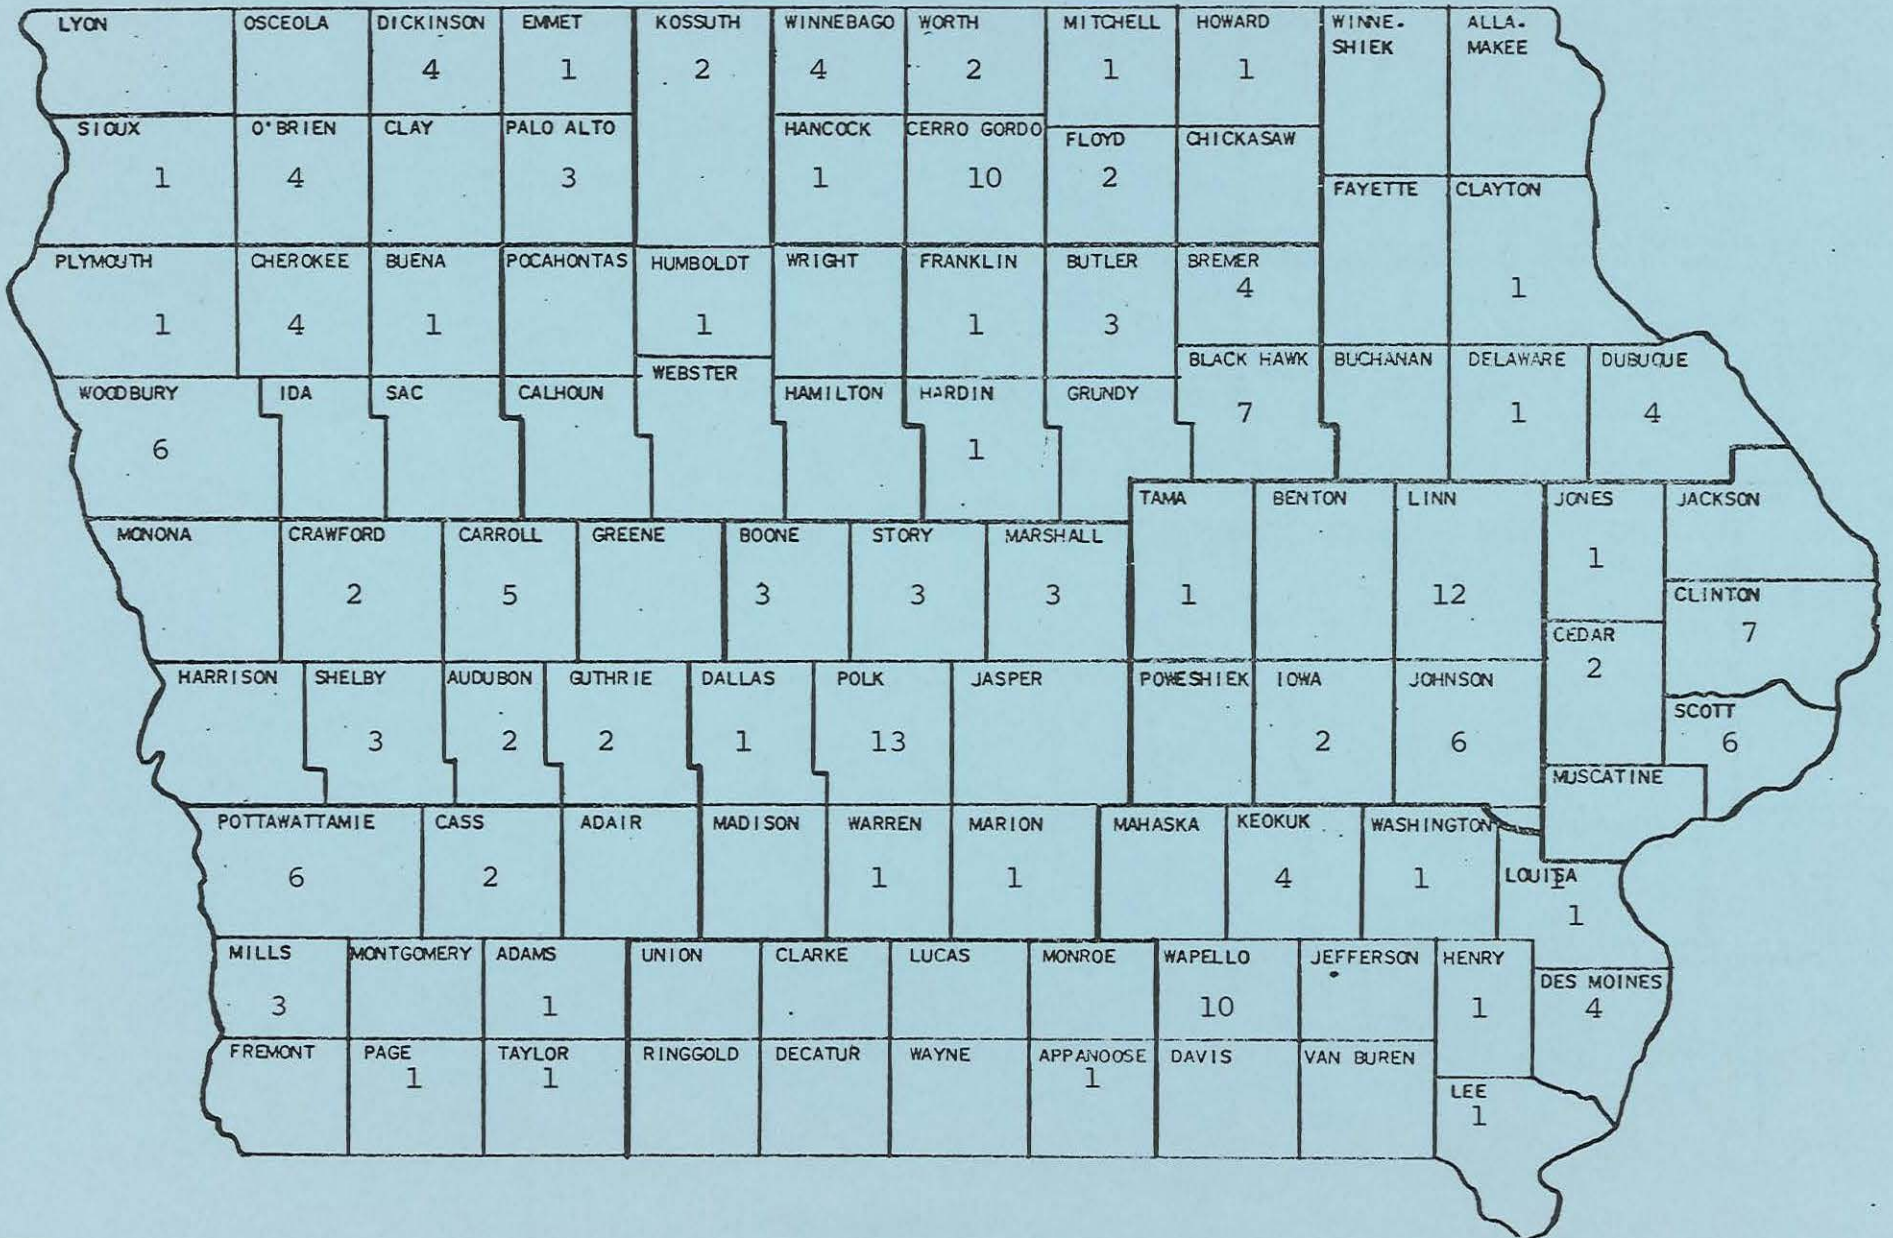 LYON OSCEOLA DICKINSON EMMET KOSSUTH WINNEBAGO WORTH MITCHELL HOWARD WINNE- ALLA-
SHIEK MAKEE
4 1 2 4 2 1 1
SIOUX O'BRIEN CLAY PALO ALTO HANCOCK CERRO GORDO FLOYD CHICKASAW
1 4 3 1 10 2
FAYETTE CLAYTON
PLYMOUTH CHEROKEE BUENA POCAHONTAS HUMBOLDT WRIGHT FRANKLIN BUTLER BREMER
4 1
1 4 1 1 1 3
BLACK HAWK BUCHANAN DELAWARE DUBUQUE
WEBSTER
WOODBURY IDA SAC CALHOUN HAMILTON HARDIN GRUNDY
7 1 4
6 1
TAMA BENTON LINN JONES JACKSON
MONONA CRAWFORD CARROLL GREENE BOONE STORY MARSHALL
1
2 5 3 3 3 1 12 CLINTON
7
CEDAR
2
HARRISON SHELBY AUDUBON GUTHRIE DALLAS POLK JASPER POWESHIEK IOWA JOHNSON
SCOTT
3 2 2 1 13 2 6 6
MUSCATINE
POTTAWATTAMIE CASS ADAIR MADISON WARREN MARION MAHASKA KEOKUK WASHINGTON
6 2 1 1 4 1 LOUISA
1
1
MILLS MONTGOMERY ADAMS UNION CLARKE LUCAS MONROE WAPELLO JEFFERSON HENRY
DES MOINES
3 1 10 1 4
FREMONT PAGE TAYLOR RINGGOLD DECATUR WAYNE APPANOOSE DAVIS VAN BUREN
1 1 1
LEE
1